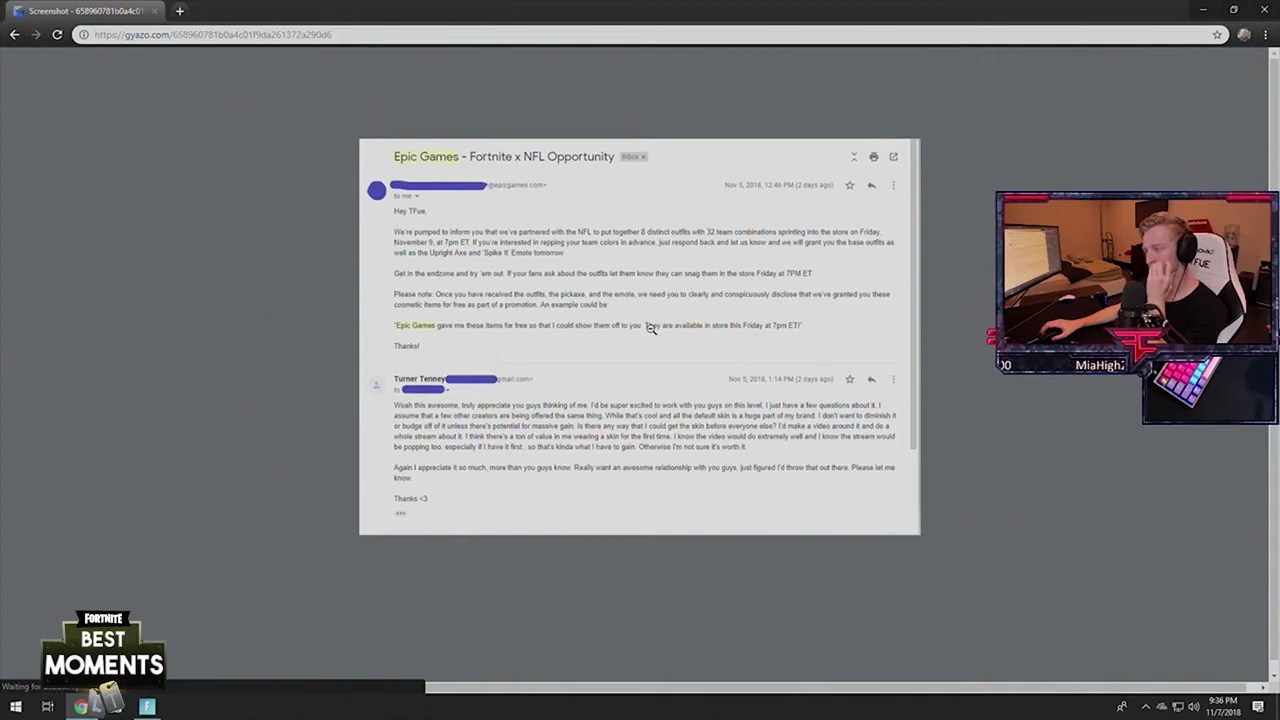 Screenshot - 658960781b0a4c01
https://gyazo.com/658960781b0a4c01f9da261372a290d6
Epic Games - Fortnite x NFL Opportunity Inbox x
@epicgames.com>
Nov 5, 2018, 12:46 PM (2 days ago)
to me
Hey TFue,
We're pumped to inform you that we've partnered with the NFL to put together 8 distinct outfits with 32 team combinations sprinting into the store on Friday,
November 9, at 7pm ET. If you're interested in repping your team colors in advance, just respond back and let us know and we will grant you the base outfits as
well as the Upright Axe and 'Spike It' Emote tomorrow
Get in the endzone and try 'em out. If your fans ask about the outfits let them know they can snag them in the store Friday at 7PM ET
Please note: Once you have received the outfits, the pickaxe, and the emote, we need you to clearly and conspicuously disclose that we've granted you these
cosmetic items for free as part of a promotion. An example could be
"Epic Games gave me these items for free so that I could show them off to you. They are available in store this Friday at 7pm ET!"
Thanks!
Turner Tenney
gmail.com>
Nov 5, 2018, 1:14 PM (2 days ago)
to
Woah this awesome, truly appreciate you guys thinking of me. I'd be super excited to work with you guys on this level, I just have a few questions about it. I
assume that a few other creators are being offered the same thing. While that's cool and all the default skin is a huge part of my brand. I don't want to diminish it
or budge off of it unless there's potential for massive gain. Is there any way that I could get the skin before everyone else? I'd make a video around it and do a
whole stream about it. I think there's a ton of value in me wearing a skin for the first time. I know the video would do extremely well and I know the stream would
be popping too, especially if I have it first., so that's kinda what I have to gain. Otherwise I'm not sure it's worth it.
Again I appreciate it so much, more than you guys know. Really want an awesome relationship with you guys, just figured I'd throw that out there. Please let me
know.
Thanks <3
TFUE
00 MiaHigh2
FORTNITE
BEST
MOMENTS
Waiting for
9:36 PM
11/7/2018